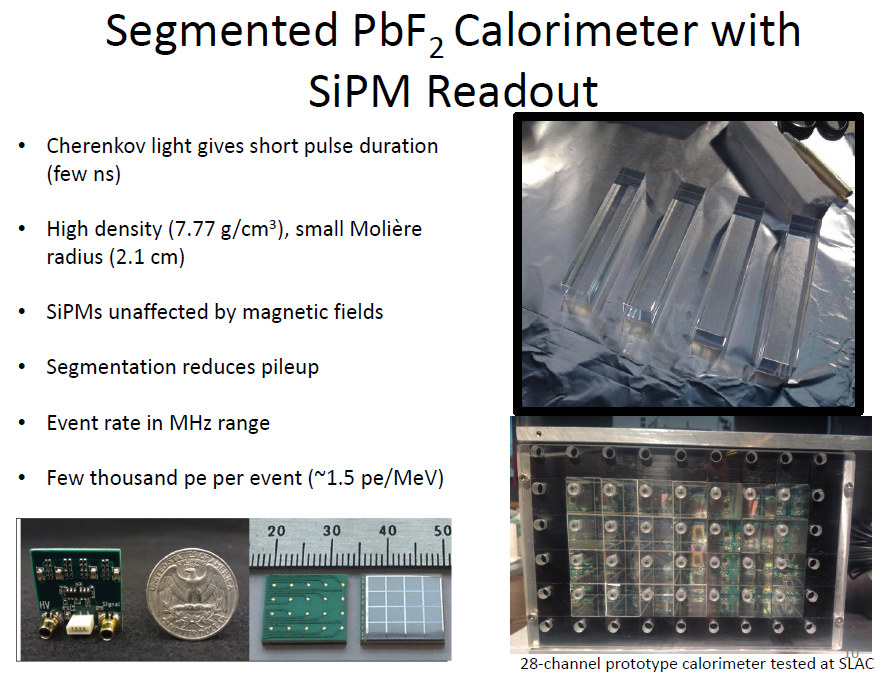 Segmented PbF₂ Calorimeter with
SiPM Readout
• Cherenkov light gives short pulse duration
(few ns)
• High density (7.77 g/cm³), small Molière
radius (2.1 cm)
• SiPMs unaffected by magnetic fields
• Segmentation reduces pileup
• Event rate in MHz range
• Few thousand pe per event (~1.5 pe/MeV)
HV
Signal
20 30 40 50
10
28-channel prototype calorimeter tested at SLAC